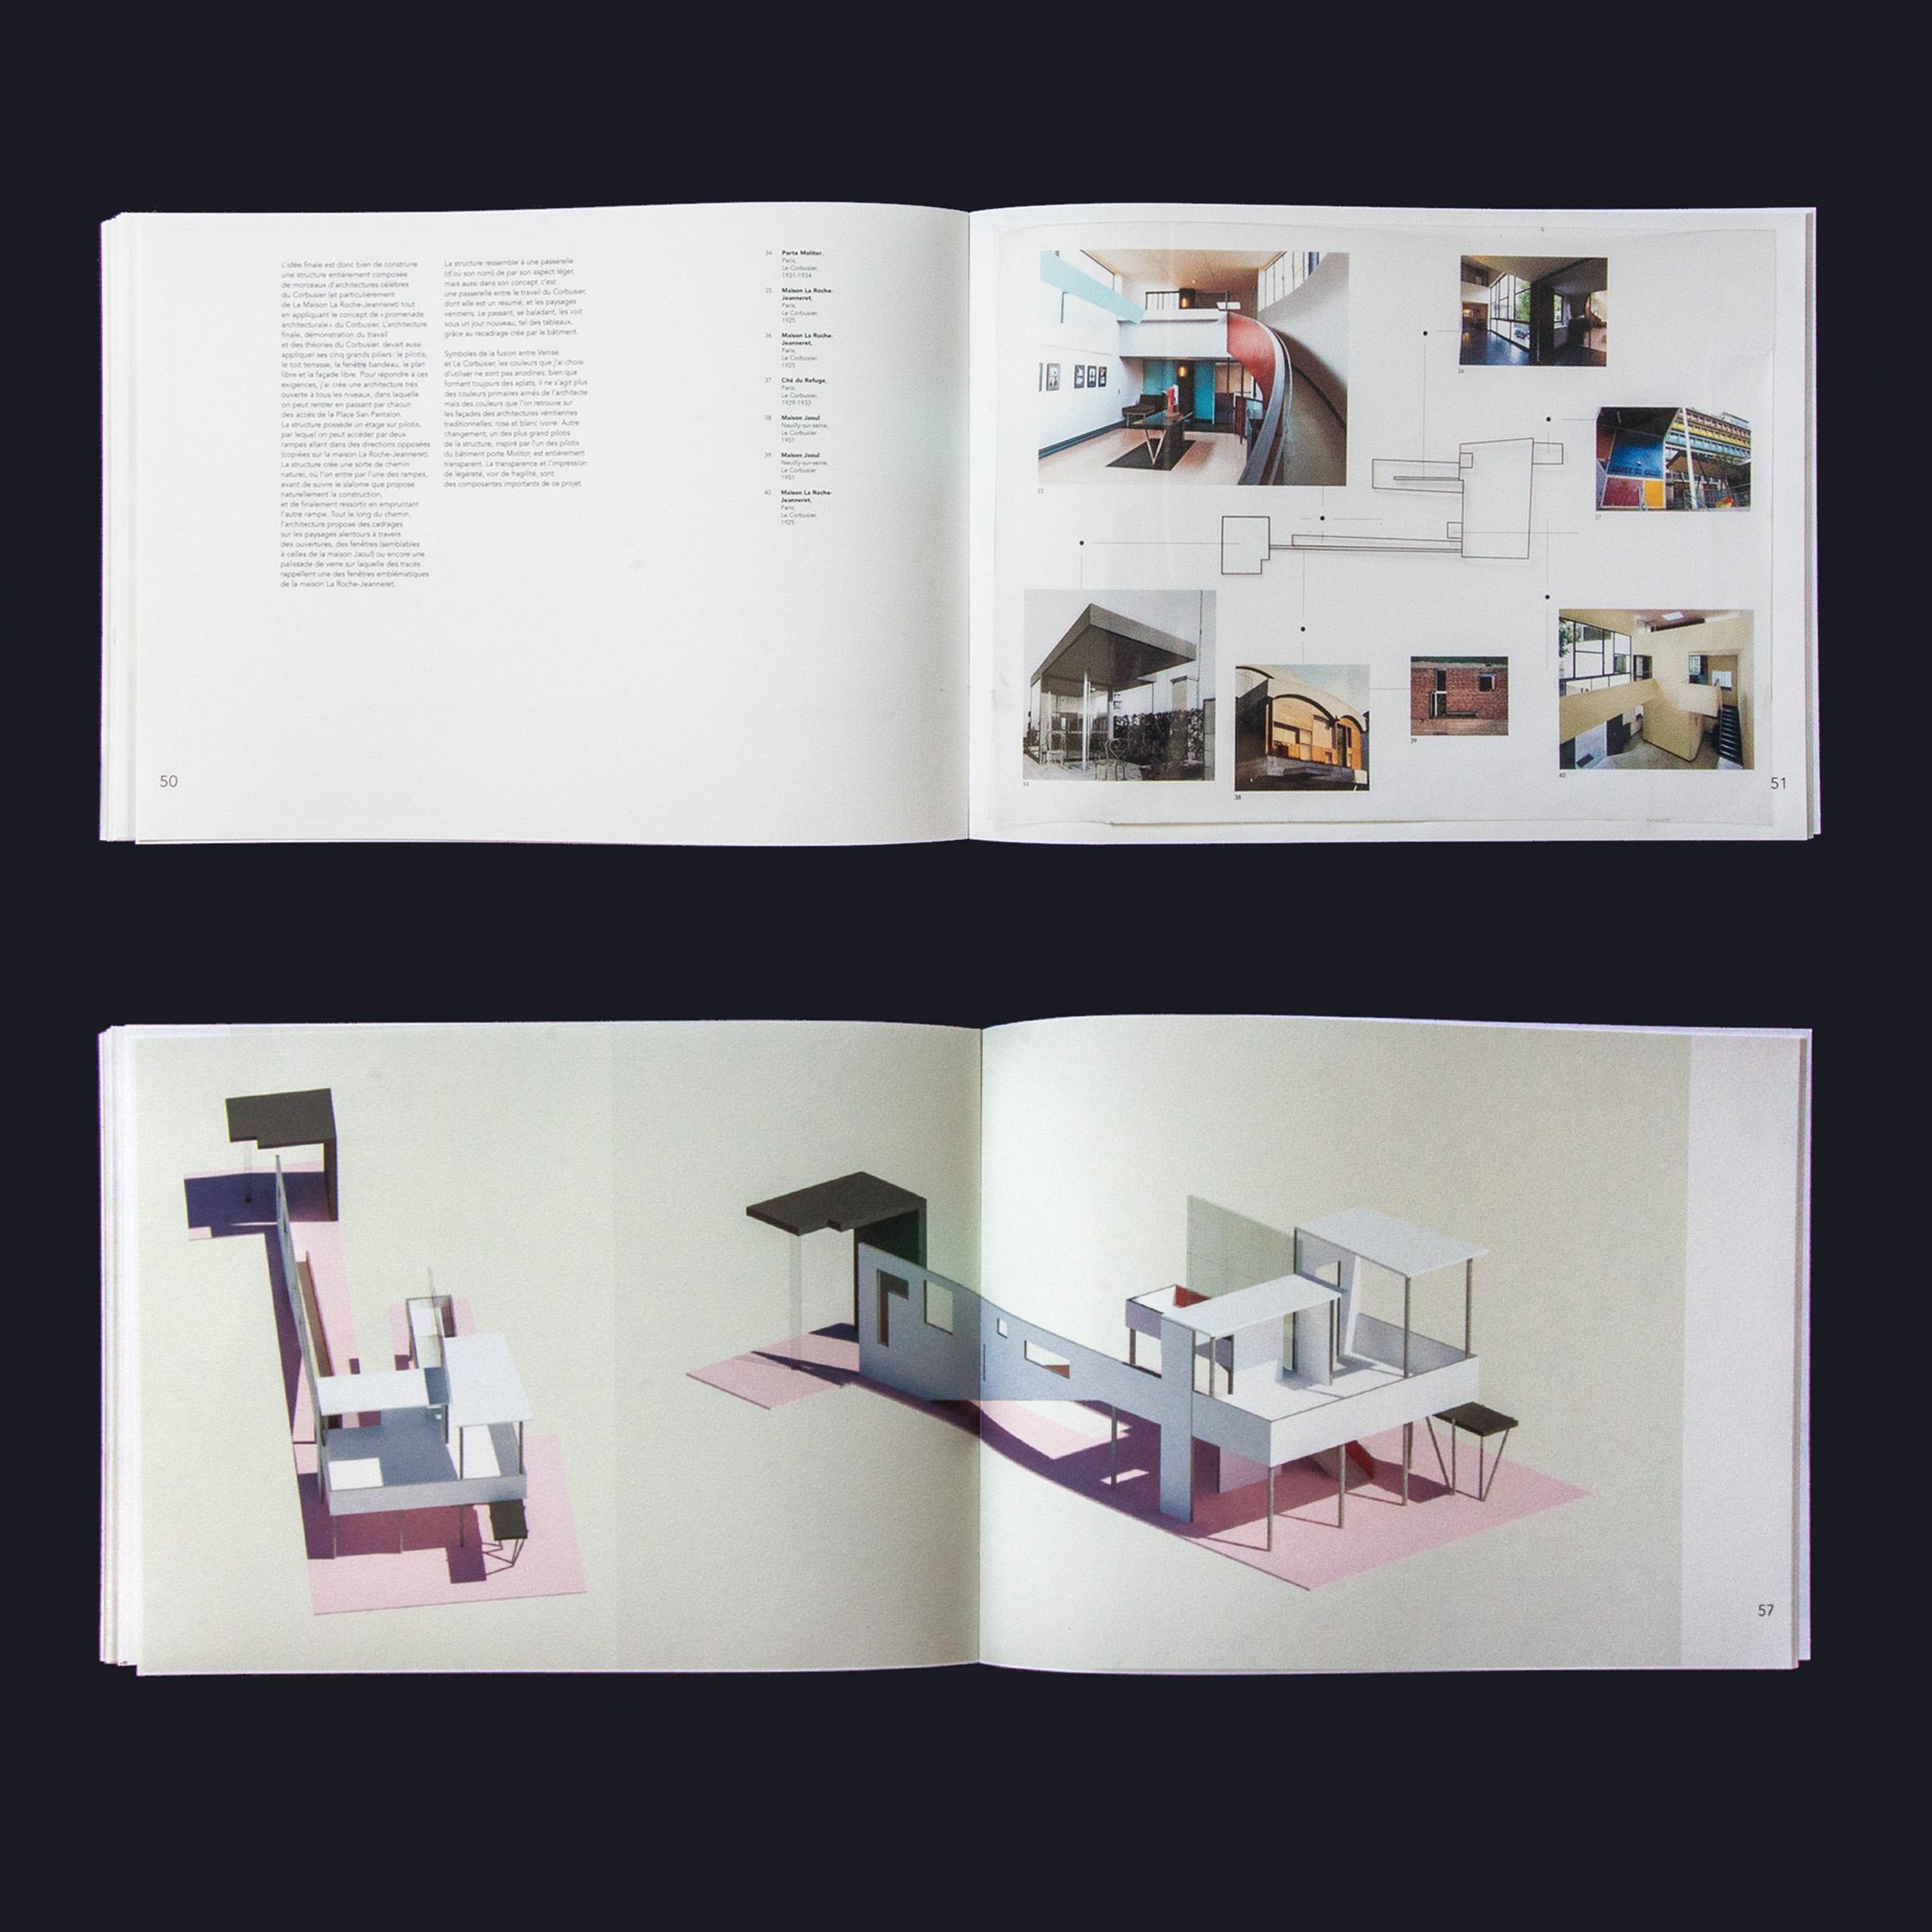 L'idée finale est donc bien de construire
une structure entièrement composée
de morceaux d'architectures célèbres
du Corbusier (et particulièrement
de La Maison La Roche-Jeanneret) tout
en appliquant le concept de «promenade
architecturale» du Corbusier. L'architecture
finale, démonstration du travail
et des théories du Corbusier, devait aussi
appliquer ses cinq grands piliers: le pilotis,
le toit terrasse, la fenêtre bandeau, le plan
libre et la façade libre. Pour répondre à ces
exigences, j'ai crée une architecture très
ouverte à tous les niveaux, dans laquelle
on peut rentrer en passant par chacun
des accès de la Place San Pantalon.
La structure possède un étage sur pilotis,
par lequel on peut accéder par deux
rampes allant dans des directions opposées
(copiées sur la maison La Roche-Jeanneret).
La structure crée une sorte de chemin
naturel, où l'on entre par l'une des rampes,
avant de suivre le slalome que propose
naturellement la construction,
et de finalement ressortir en empruntant
l'autre rampe. Tout le long du chemin,
l'architecture propose des cadrages
sur les paysages alentours à travers
des ouvertures, des fenêtres (semblables
à celles de la maison Jaoul) ou encore une
palissade de verre sur laquelle des tracés
rappellent une des fenêtres emblématiques
de la maison La Roche-Jeanneret.
La structure ressemble à une passerelle
(d'où son nom) de par son aspect léger,
mais aussi dans son concept: c'est
une passerelle entre le travail du Corbusier,
dont elle est un résumé, et les paysages
vénitiens. Le passant, se baladant, les voit
sous un jour nouveau, tel des tableaux,
grâce au recadrage crée par le bâtiment.
Symboles de la fusion entre Venise
et Le Corbusier, les couleurs que j'ai choisi
d'utiliser ne sont pas anodines; bien que
formant toujours des aplats, il ne s'agit plus
des couleurs primaires aimés de l'architecte
mais des couleurs que l'on retrouve sur
les façades des architectures vénitiennes
traditionnelles; rose et blanc ivoire. Autre
changement, un des plus grand pilotis
de la structure, inspiré par l'un des pilotis
du bâtiment porte Molitor, est entièrement
transparent. La transparence et l'impression
de légèreté, voir de fragilité, sont
des composantes importants de ce projet.
34 Porte Molitor,
Paris,
Le Corbusier,
1931-1934
35 Maison La Roche-
Jeanneret,
Paris,
Le Corbusier,
1925
36 Maison La Roche-
Jeanneret,
Paris,
Le Corbusier,
1925
37 Cité du Refuge,
Paris,
Le Corbusier,
1929-1933
38 Maison Jaoul
Neuilly-sur-seine,
Le Corbusier
1951
39 Maison Jaoul
Neuilly-sur-seine,
Le Corbusier
1951
40 Maison La Roche-
Jeanneret,
Paris,
Le Corbusier,
1925
50
35
36
37
34
38
39
40
51
57